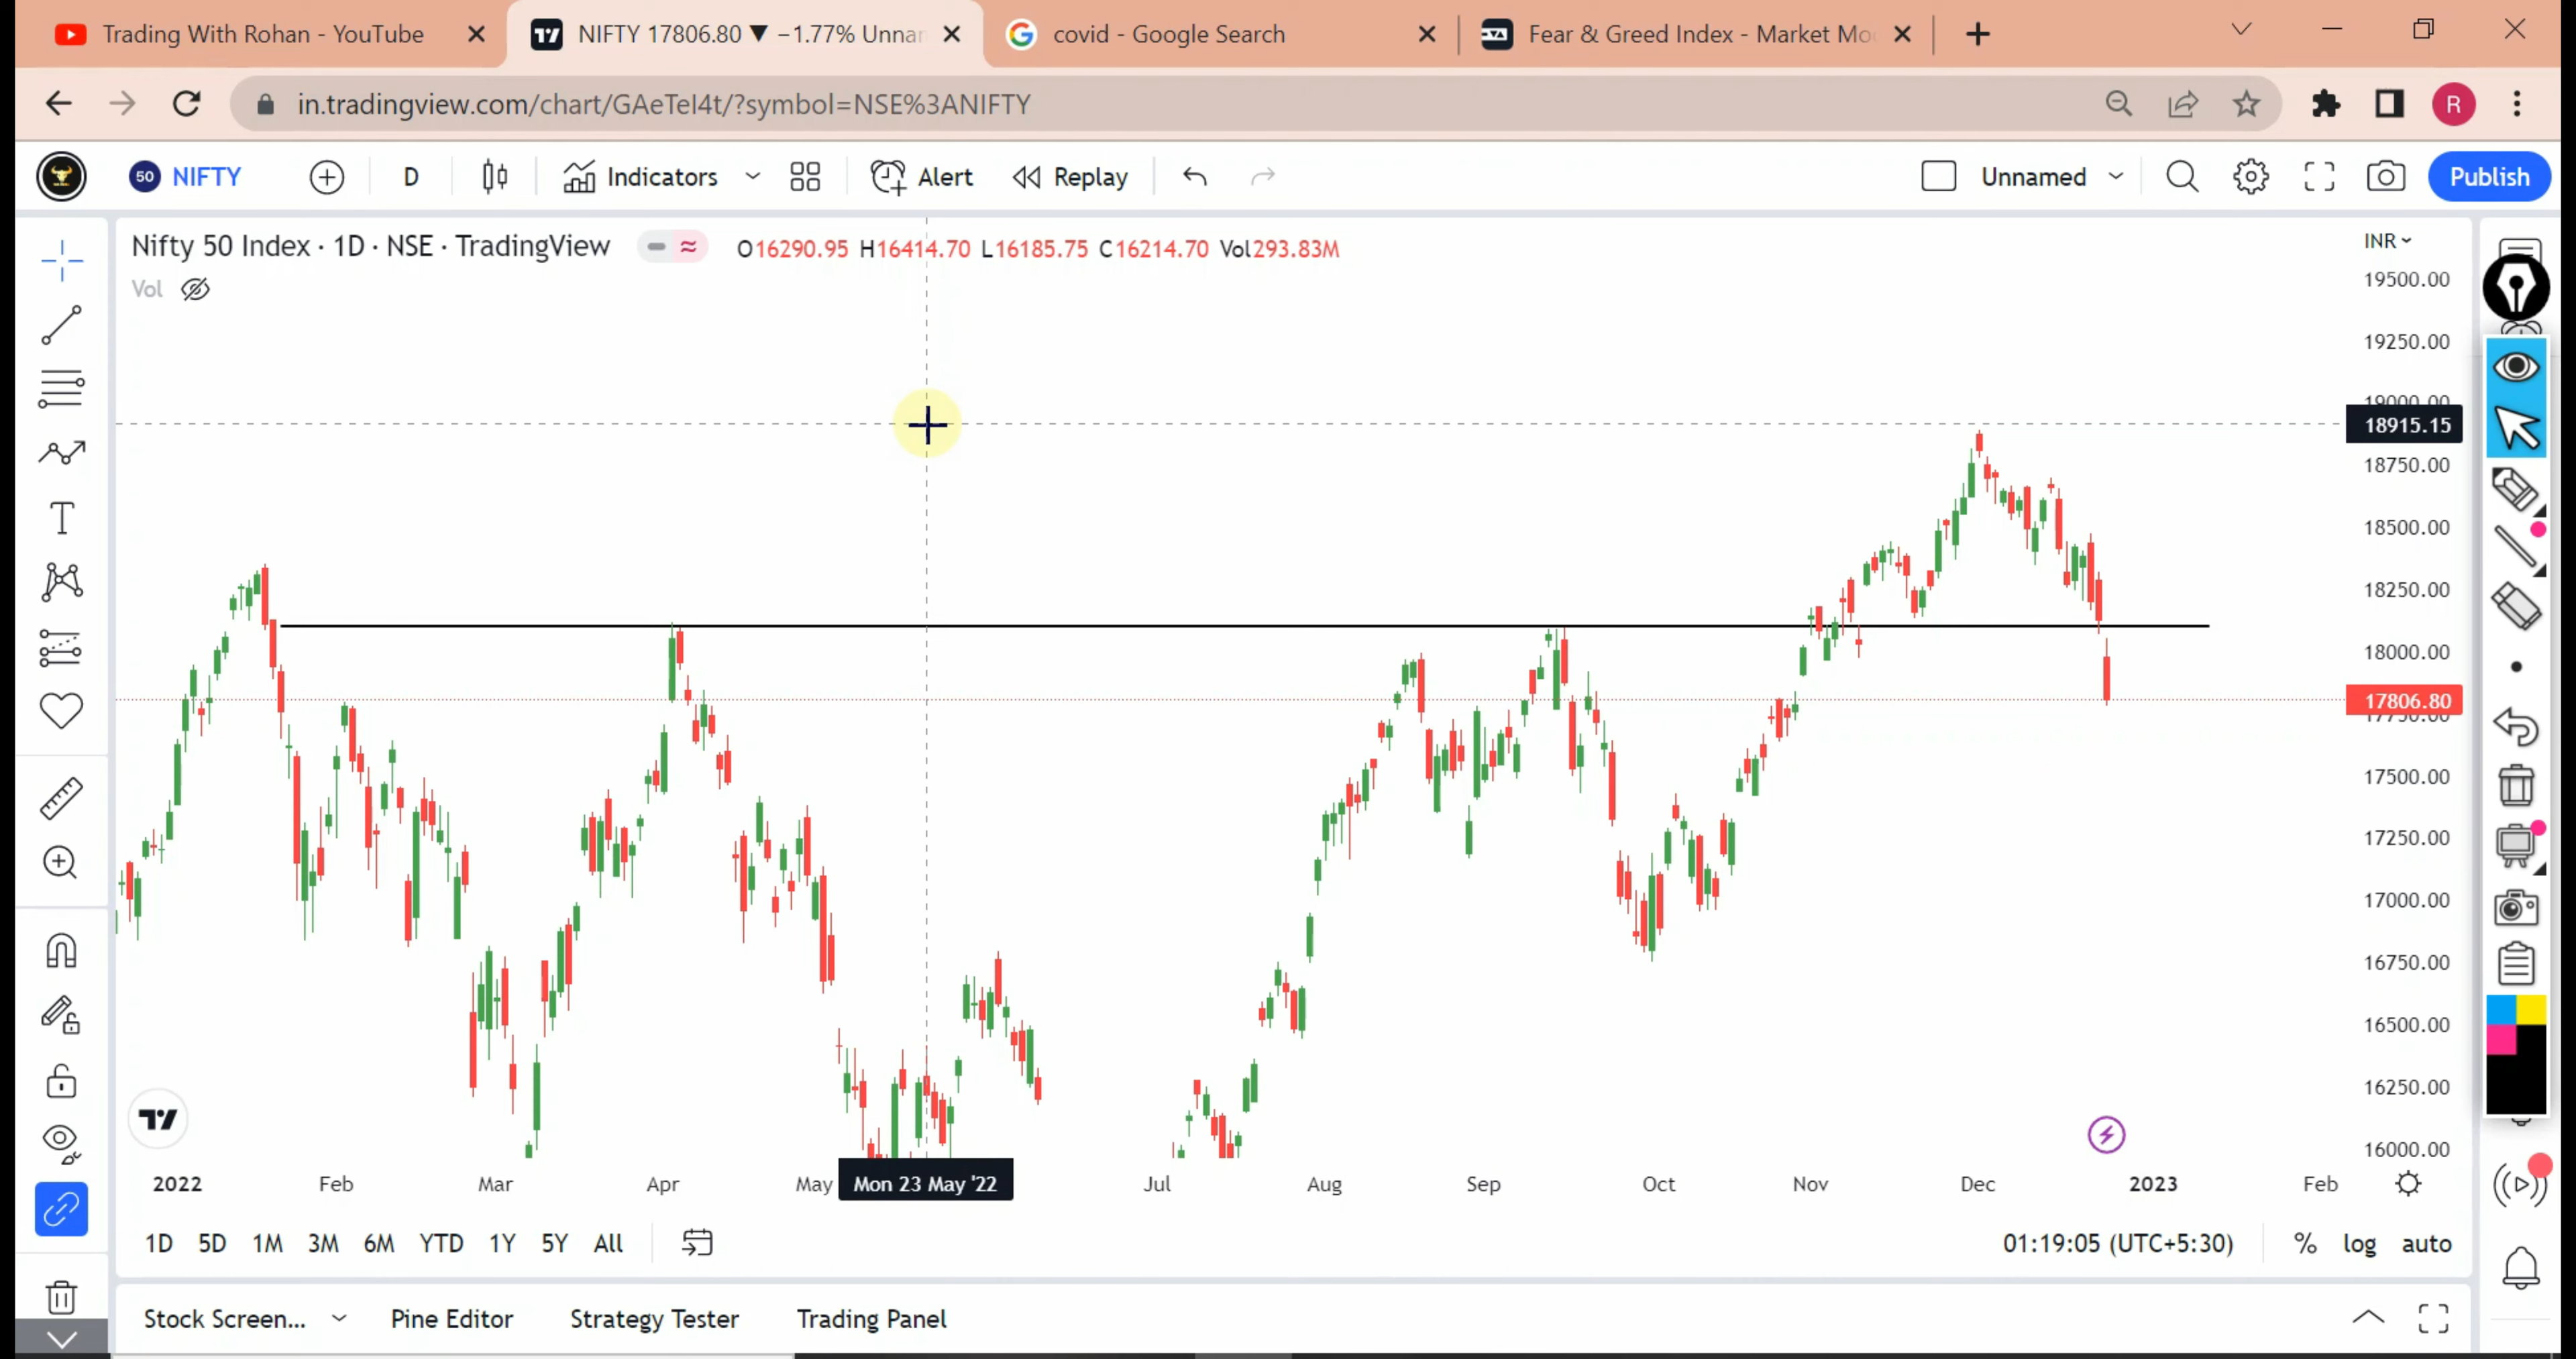 Trading With Rohan - YouTube
NIFTY 17806.80 ▼ −1.77% Unnar
covid - Google Search
Fear & Greed Index - Market Mo
in.tradingview.com/chart/GAeTeI4t/?symbol=NSE%3ANIFTY
R
50 NIFTY D Indicators Alert Replay Unnamed Publish
Nifty 50 Index · 1D · NSE · TradingView O16290.95 H16414.70 L16185.75 C16214.70 Vol293.83M
Vol
INR
19500.00
19250.00
19000.00
18915.15
18750.00
18500.00
18250.00
18000.00
17806.80
17750.00
17500.00
17250.00
17000.00
16750.00
16500.00
16250.00
16000.00
2022 Feb Mar Apr May Mon 23 May '22 Jul Aug Sep Oct Nov Dec 2023 Feb
1D 5D 1M 3M 6M YTD 1Y 5Y All 01:19:05 (UTC+5:30) % log auto
Stock Screen... Pine Editor Strategy Tester Trading Panel